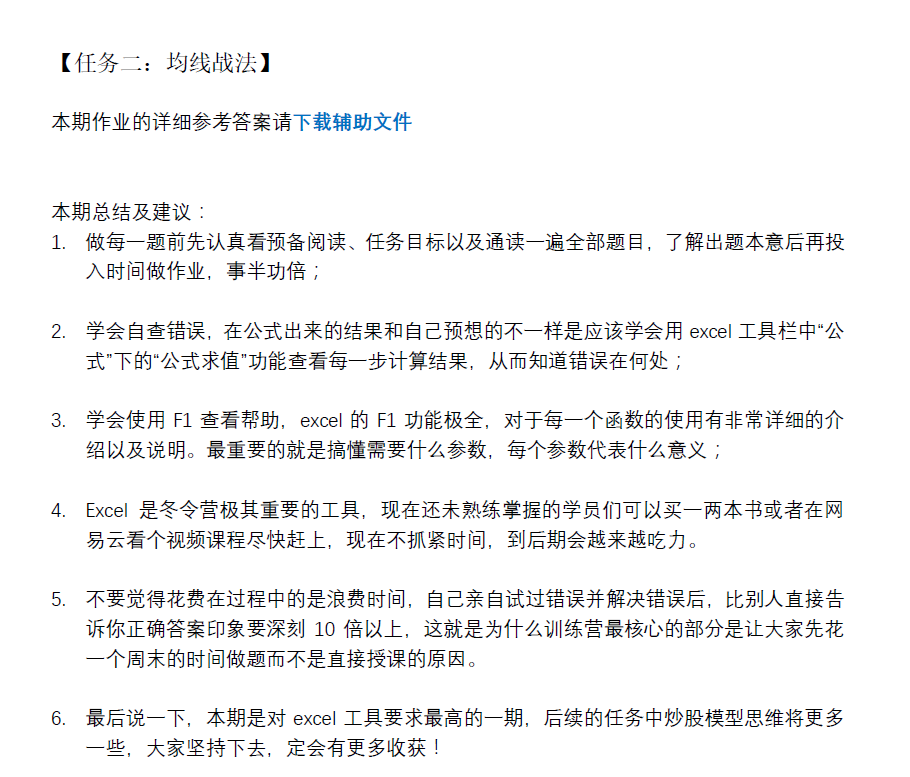 【任务二：均线战法】
本期作业的详细参考答案请下载辅助文件
本期总结及建议：
1. 做每一题前先认真看预备阅读、任务目标以及通读一遍全部题目，了解出题本意后再投
入时间做作业，事半功倍；
2. 学会自查错误，在公式出来的结果和自己预想的不一样是应该学会用 excel 工具栏中“公
式”下的“公式求值”功能查看每一步计算结果，从而知道错误在何处；
3. 学会使用 F1 查看帮助，excel 的 F1 功能极全，对于每一个函数的使用有非常详细的介
绍以及说明。最重要的就是搞懂需要什么参数，每个参数代表什么意义；
4. Excel 是冬令营极其重要的工具，现在还未熟练掌握的学员们可以买一两本书或者在网
易云看个视频课程尽快赶上，现在不抓紧时间，到后期会越来越吃力。
5. 不要觉得花费在过程中的是浪费时间，自己亲自试过错误并解决错误后，比别人直接告
诉你正确答案印象要深刻 10 倍以上，这就是为什么训练营最核心的部分是让大家先花
一个周末的时间做题而不是直接授课的原因。
6. 最后说一下，本期是对 excel 工具要求最高的一期，后续的任务中炒股模型思维将更多
一些，大家坚持下去，定会有更多收获！